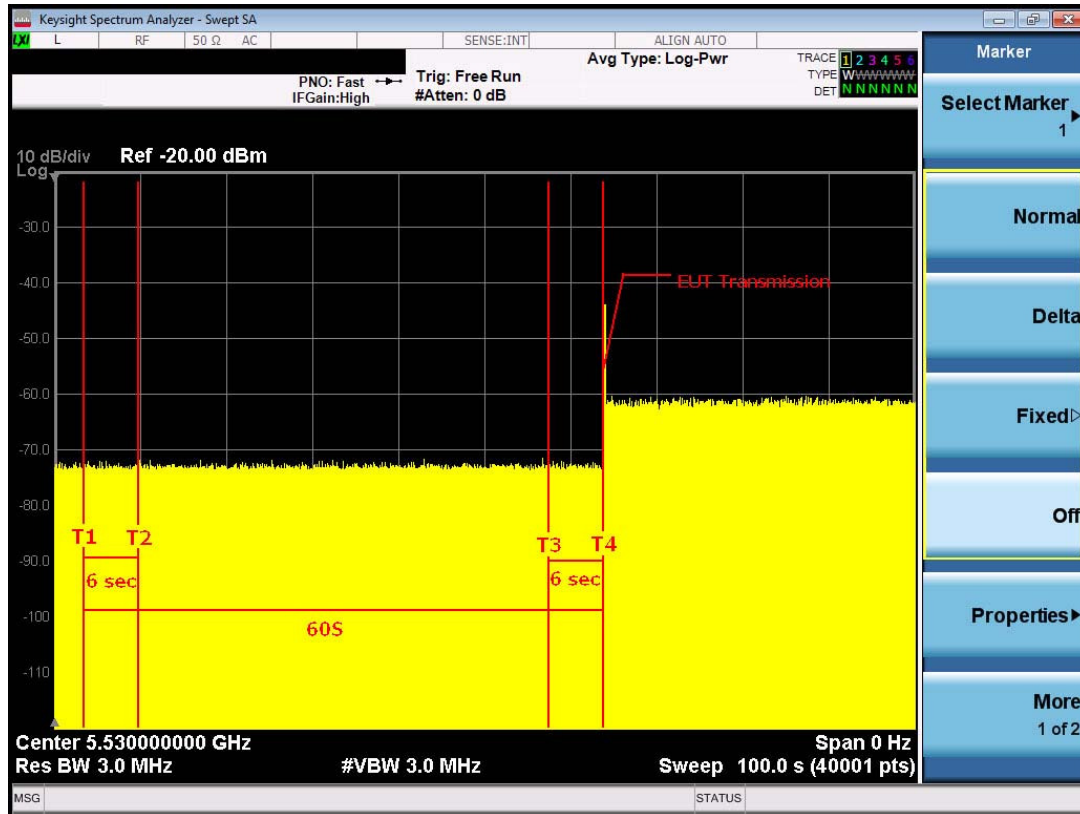 Keysight Spectrum Analyzer - Swept SA
LXI L RF 50 Ω AC SENSE:INT ALIGN AUTO
PNO: Fast
IFGain:High
Trig: Free Run
#Atten: 0 dB
Avg Type: Log-Pwr
TRACE 1 2 3 4 5 6
TYPE WWWWWWW
DET N N N N N N
10 dB/div
Log
Ref -20.00 dBm
-30.0
-40.0
-50.0
-60.0
-70.0
-80.0
-90.0
-100
-110
EUT Transmission
T1
T2
T3
T4
6 sec
6 sec
60S
Center 5.530000000 GHz
Span 0 Hz
Res BW 3.0 MHz
#VBW 3.0 MHz
Sweep 100.0 s (40001 pts)
MSG
STATUS
Marker
Select Marker
1
Normal
Delta
Fixed
Off
Properties
More
1 of 2